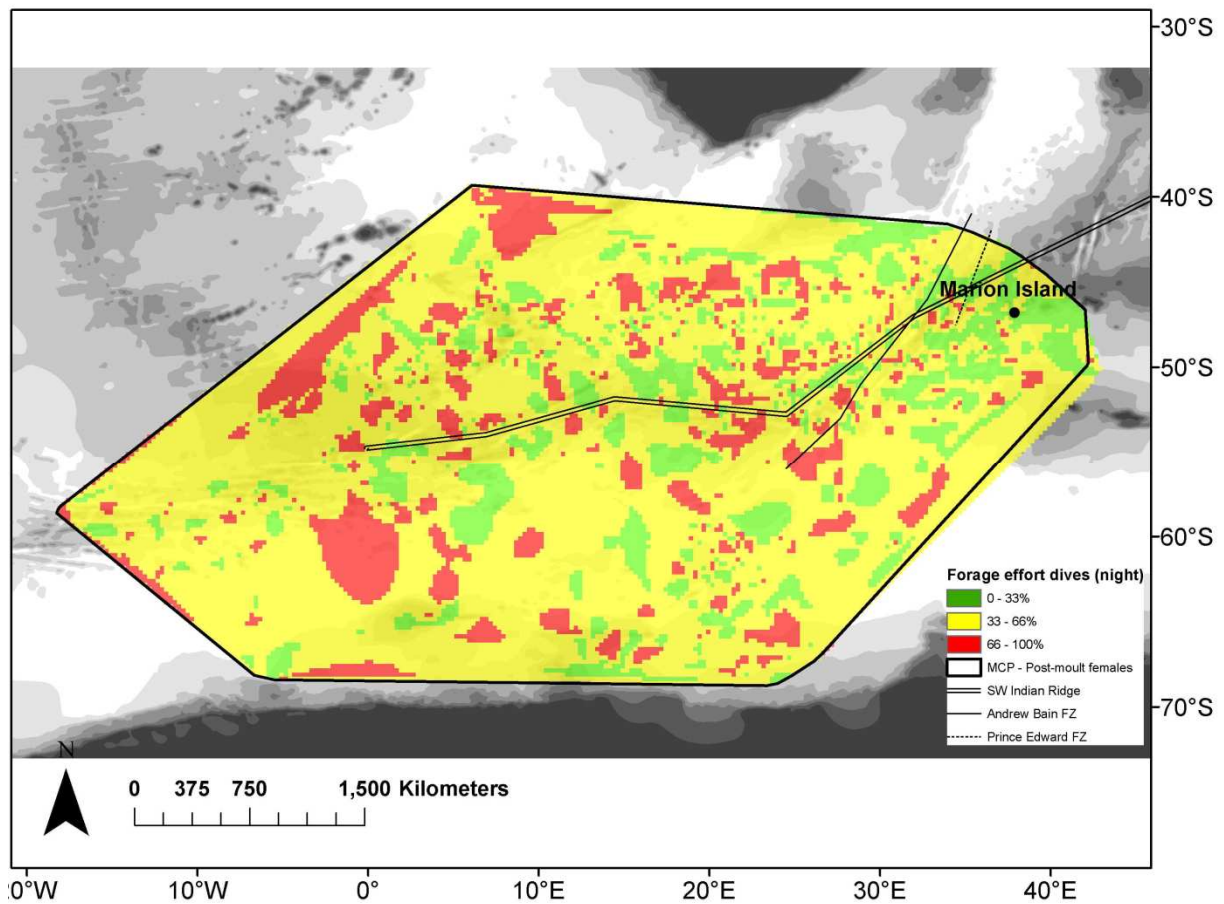 30°S
40°S
Marion Island
50°S
60°S
Forage effort dives (night)
0 - 33%
33 - 66%
66 - 100%
MCP - Post-moult females
SW Indian Ridge
Andrew Bain FZ
Prince Edward FZ
70°S
N
0 375 750 1,500 Kilometers
20°W 10°W 0° 10°E 20°E 30°E 40°E